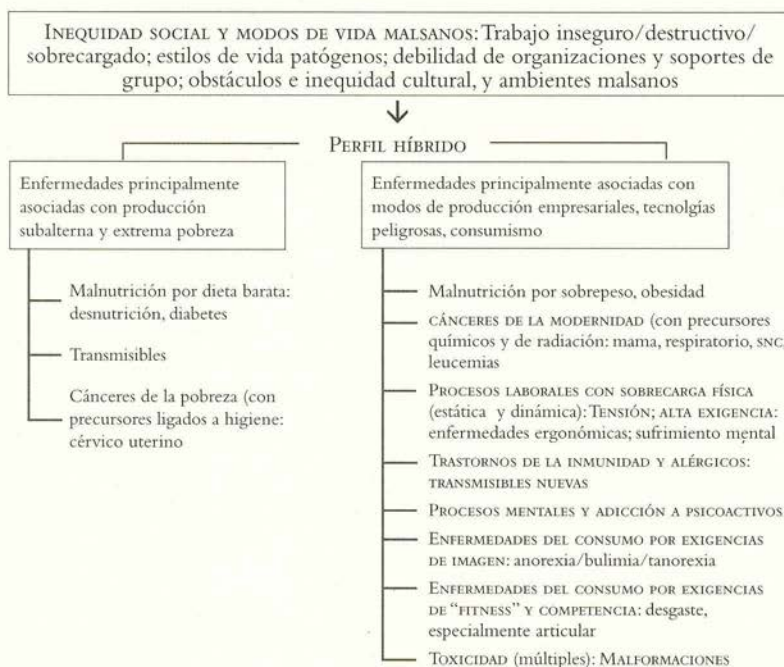 INEQUIDAD SOCIAL Y MODOS DE VIDA MALSANOS: Trabajo inseguro/destructivo/
sobrecargado; estilos de vida patógenos; debilidad de organizaciones y soportes de
grupo; obstáculos e inequidad cultural, y ambientes malsanos
PERFIL HÍBRIDO
Enfermedades principalmente
asociadas con producción
subalterna y extrema pobreza
Malnutrición por dieta barata:
desnutrición, diabetes
Transmisibles
Cánceres de la pobreza (con
precursores ligados a higiene:
cérvico uterino
Enfermedades principalmente asociadas con
modos de producción empresariales, tecnolgías
peligrosas, consumismo
Malnutrición por sobrepeso, obesidad
CÁNCERES DE LA MODERNIDAD (con precursores
químicos y de radiación: mama, respiratorio, SNC
leucemias
PROCESOS LABORALES CON SOBRECARGA FÍSICA
(estática y dinámica): TENSIÓN; ALTA EXIGENCIA:
enfermedades ergonómicas; sufrimiento mental
TRASTORNOS DE LA INMUNIDAD Y ALÉRGICOS:
TRANSMISIBLES NUEVAS
PROCESOS MENTALES Y ADICCIÓN A PSICOACTIVOS
ENFERMEDADES DEL CONSUMO POR EXIGENCIAS
DE IMAGEN: anorexia/bulimia/tanorexia
ENFERMEDADES DEL CONSUMO POR EXIGENCIAS
DE "FITNESS" Y COMPETENCIA: desgaste,
especialmente articular
TOXICIDAD (múltiples): MALFORMACIONES